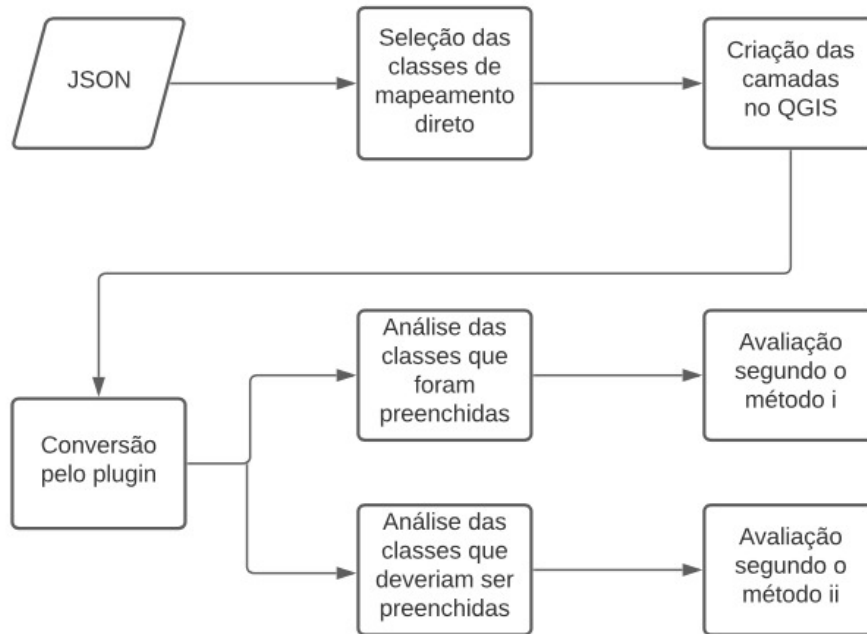 JSON
Seleção das
classes de
mapeamento
direto
Criação das
camadas
no QGIS
Conversão
pelo plugin
Análise das
classes que
foram
preenchidas
Avaliação
segundo o
método i
Análise das
classes que
deveriam ser
preenchidas
Avaliação
segundo o
método ii